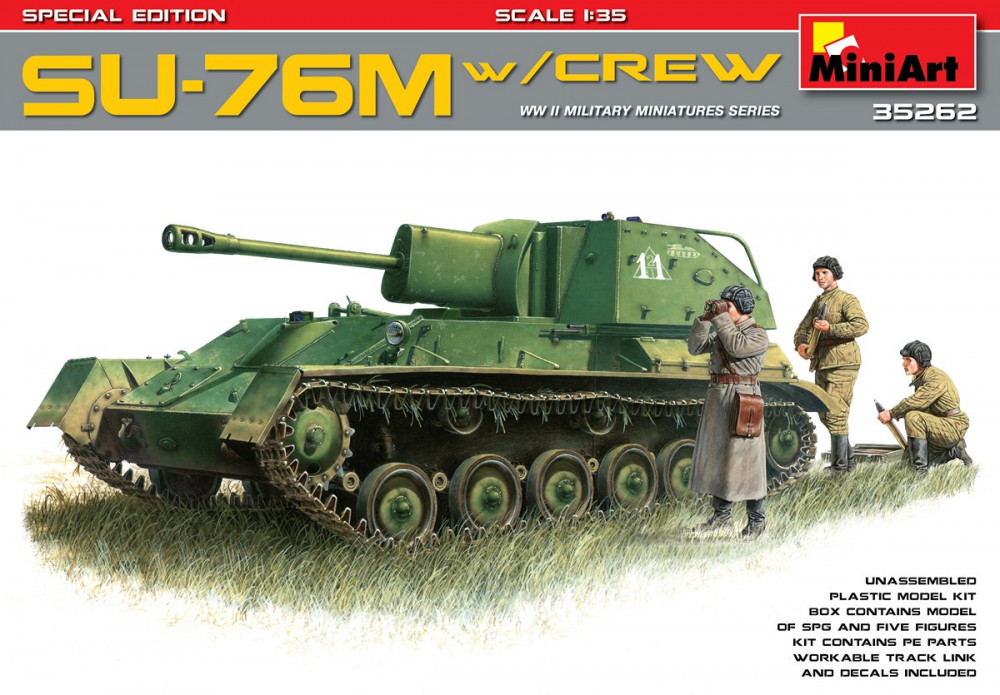 SPECIAL EDITION
SCALE 1:35
SU-76M w/CREW
MiniArt
WW II MILITARY MINIATURES SERIES
35262
11
UNASSEMBLED
PLASTIC MODEL KIT
BOX CONTAINS MODEL
OF SPG AND FIVE FIGURES
KIT CONTAINS PE PARTS
WORKABLE TRACK LINK
AND DECALS INCLUDED